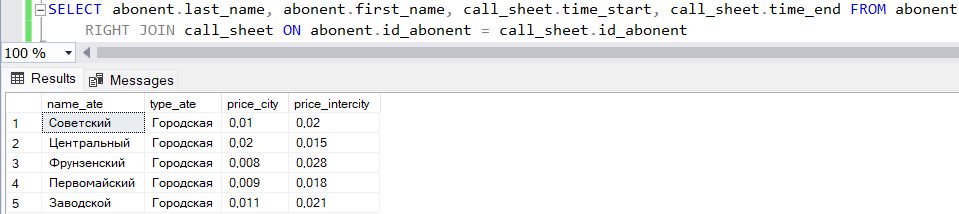 SELECT abonent.last_name, abonent.first_name, call_sheet.time_start, call_sheet.time_end FROM abonent
RIGHT JOIN call_sheet ON abonent.id_abonent = call_sheet.id_abonent
100 %
Results Messages
name_ate type_ate price_city price_intercity
1 Советский Городская 0,01 0,02
2 Центральный Городская 0,02 0,015
3 Фрунзенский Городская 0,008 0,028
4 Первомайский Городская 0,009 0,018
5 Заводской Городская 0,011 0,021